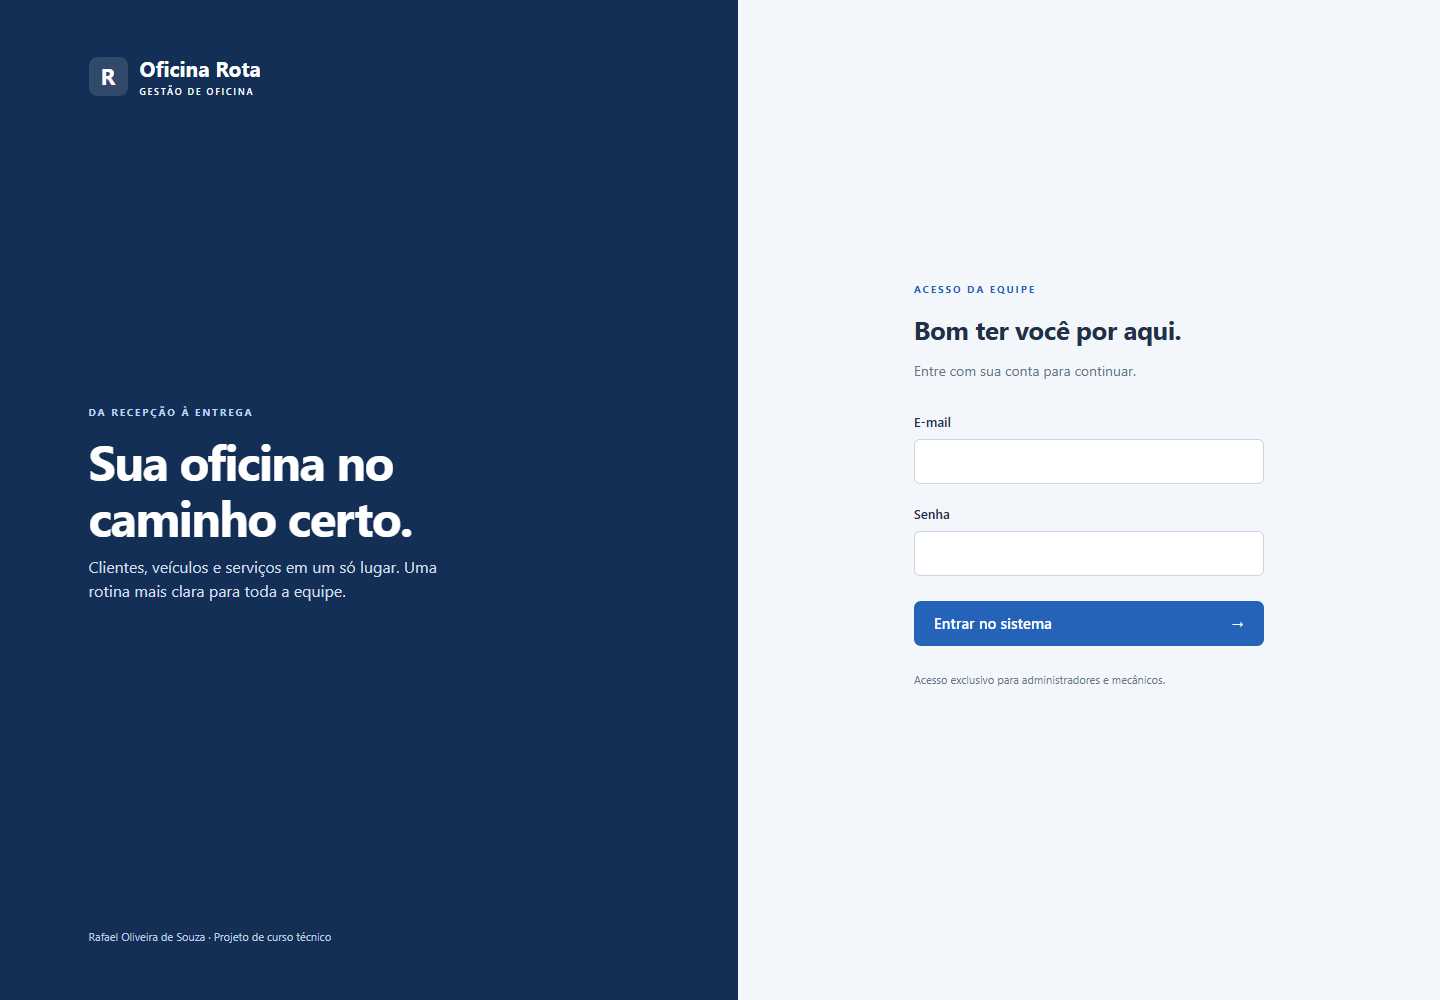 R
Oficina Rota
GESTÃO DE OFICINA
DA RECEPÇÃO À ENTREGA
Sua oficina no
caminho certo.
Clientes, veículos e serviços em um só lugar. Uma
rotina mais clara para toda a equipe.
Rafael Oliveira de Souza · Projeto de curso técnico
ACESSO DA EQUIPE
Bom ter você por aqui.
Entre com sua conta para continuar.
E-mail
Senha
Entrar no sistema →
Acesso exclusivo para administradores e mecânicos.